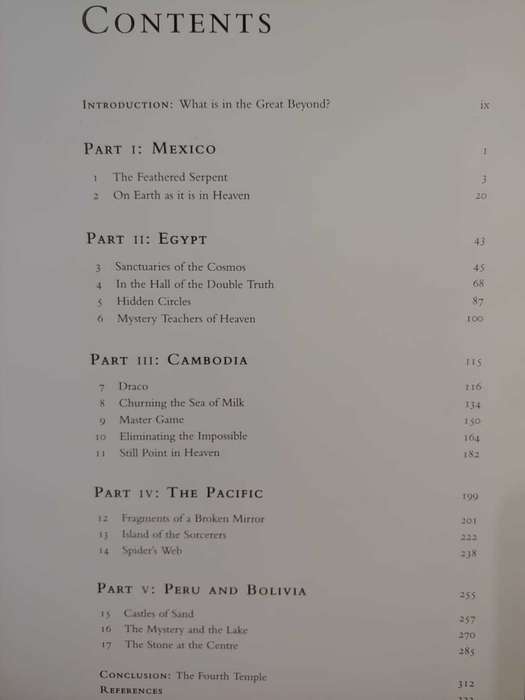 CONTENTS
INTRODUCTION: What is in the Great Beyond? ix
PART I: MEXICO 1
1 The Feathered Serpent 3
2 On Earth as it is in Heaven 20
PART II: EGYPT 43
3 Sanctuaries of the Cosmos 45
4 In the Hall of the Double Truth 68
5 Hidden Circles 87
6 Mystery Teachers of Heaven 100
PART III: CAMBODIA 115
7 Draco 116
8 Churning the Sea of Milk 134
9 Master Game 150
10 Eliminating the Impossible 164
11 Still Point in Heaven 182
PART IV: THE PACIFIC 199
12 Fragments of a Broken Mirror 201
13 Island of the Sorcerers 222
14 Spider's Web 238
PART V: PERU AND BOLIVIA 255
15 Castles of Sand 257
16 The Mystery and the Lake 270
17 The Stone at the Centre 285
CONCLUSION: The Fourth Temple 312
REFERENCES